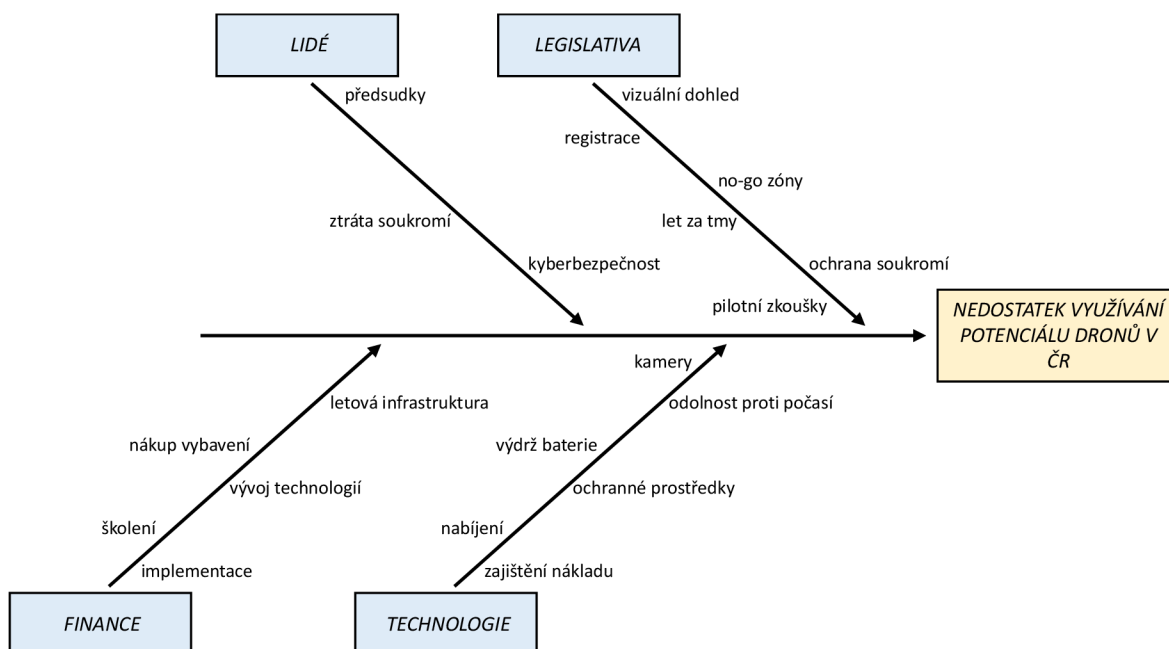 LIDÉ
LEGISLATIVA
předsudky
vizuální dohled
registrace
no-go zóny
ztráta soukromí
let za tmy
kyberbezpečnost
ochrana soukromí
pilotní zkoušky
NEDOSTATEK VYUŽÍVÁNÍ
POTENCIÁLU DRONŮ V
ČR
kamery
letová infrastruktura
odolnost proti počasí
nákup vybavení
výdrž baterie
vývoj technologií
ochranné prostředky
školení
nabíjení
implementace
zajištění nákladu
FINANCE
TECHNOLOGIE